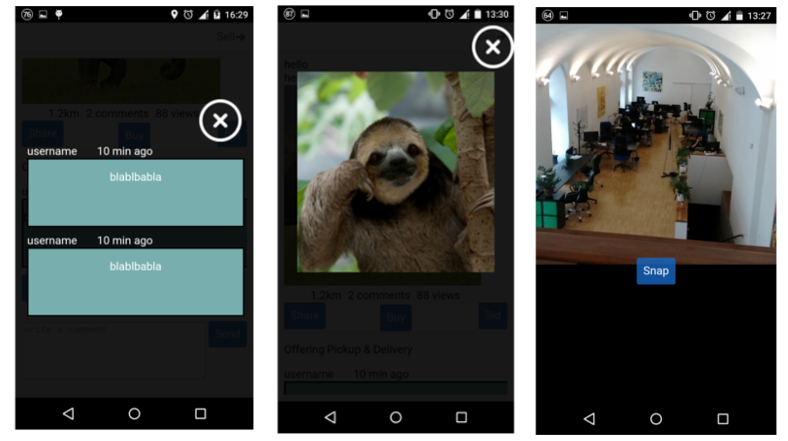 76
16:29
Sell→
1.2km 2 comments 88 views
Share
Buy
username 10 min ago
blablbabla
username 10 min ago
blablbabla
Send
87
13:30
hello
1.2km 2 comments 88 views
Share
Buy
Bid
Offering Pickup & Delivery
username 10 min ago
64
13:27
Snap